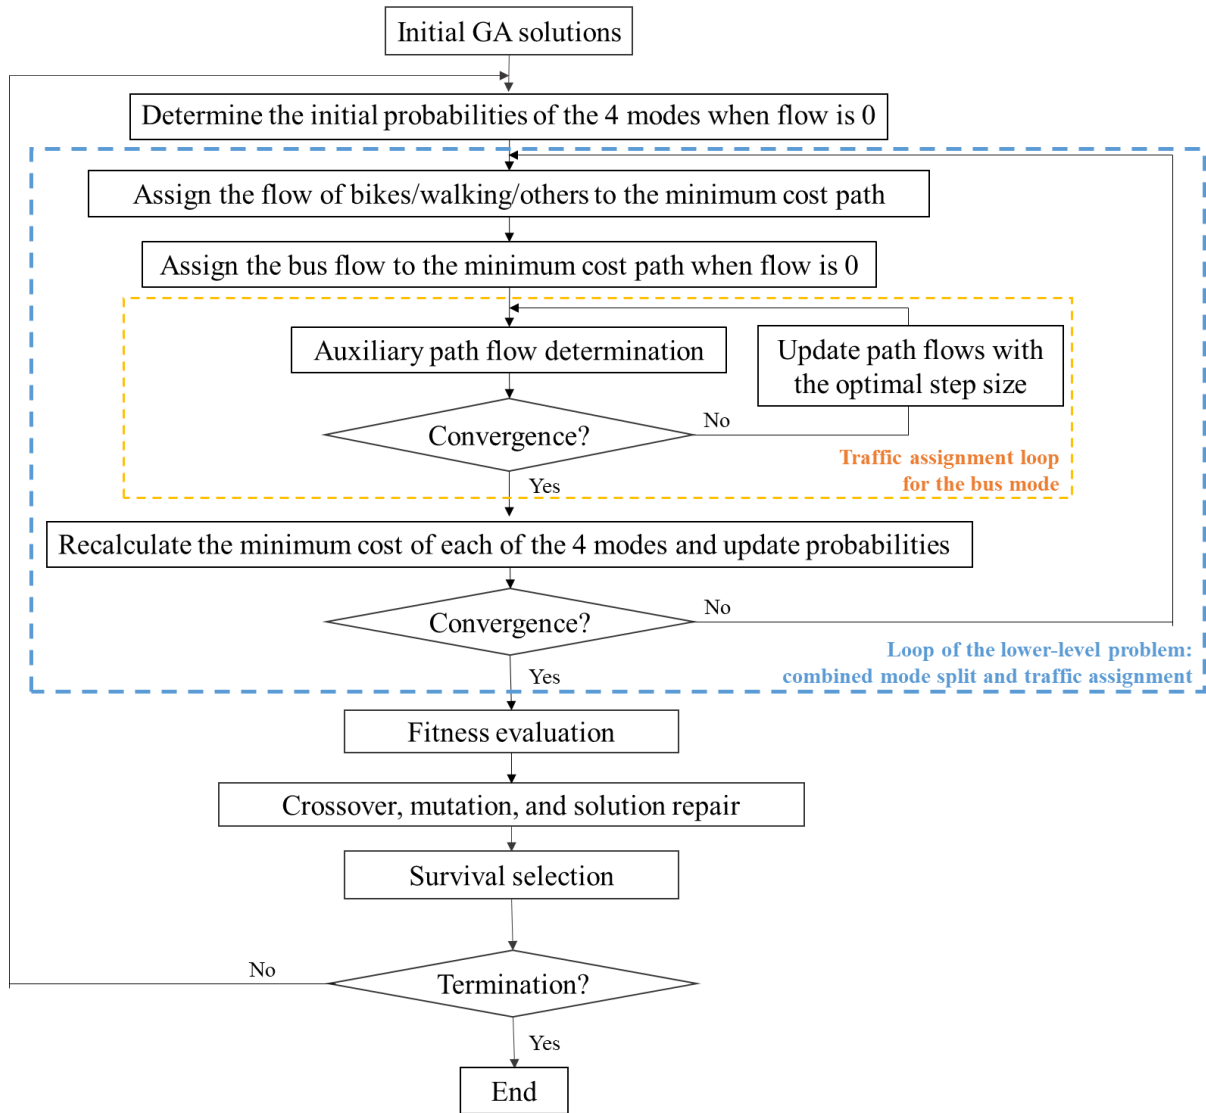 Initial GA solutions
Determine the initial probabilities of the 4 modes when flow is 0
Assign the flow of bikes/walking/others to the minimum cost path
Assign the bus flow to the minimum cost path when flow is 0
Auxiliary path flow determination
Update path flows with
the optimal step size
Convergence?
No
Traffic assignment loop
for the bus mode
Yes
Recalculate the minimum cost of each of the 4 modes and update probabilities
Convergence?
No
Loop of the lower-level problem:
combined mode split and traffic assignment
Yes
Fitness evaluation
Crossover, mutation, and solution repair
Survival selection
No
Termination?
Yes
End